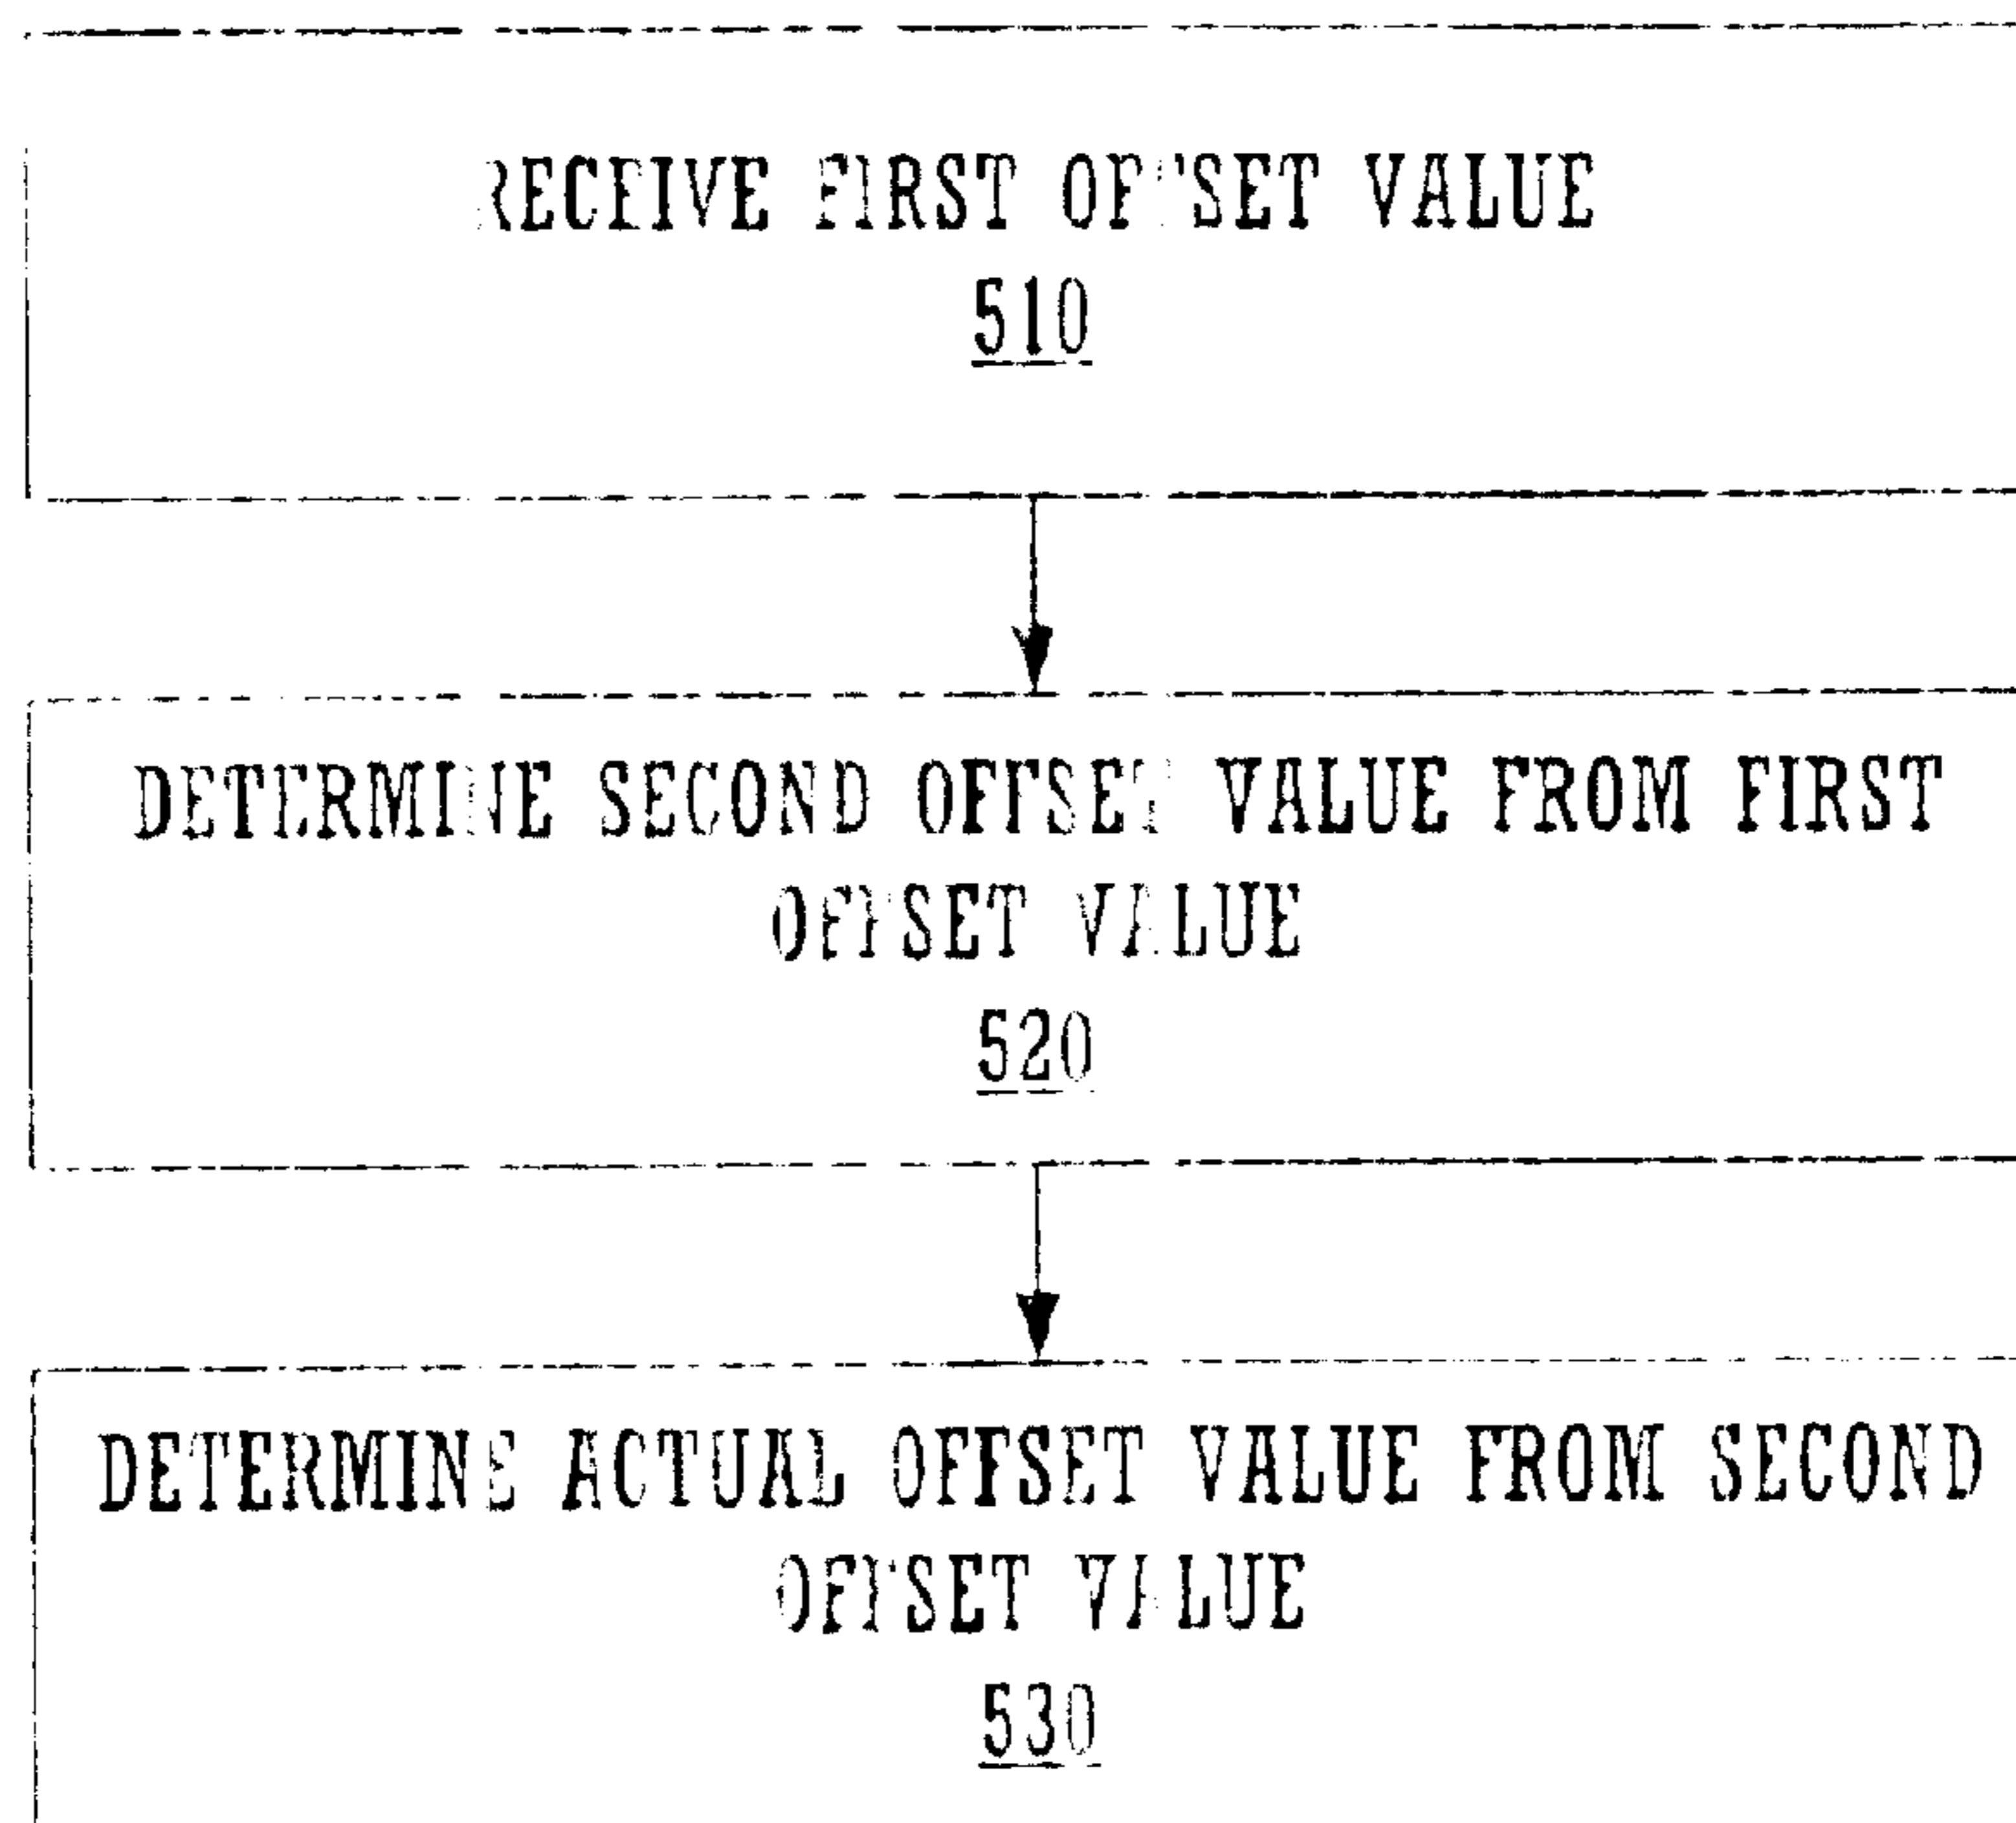 RECEIVE FIRST OFFSET VALUE
510
DETERMINE SECOND OFFSET VALUE FROM FIRST
OFFSET VALUE
520
DETERMINE ACTUAL OFFSET VALUE FROM SECOND
OFFSET VALUE
530